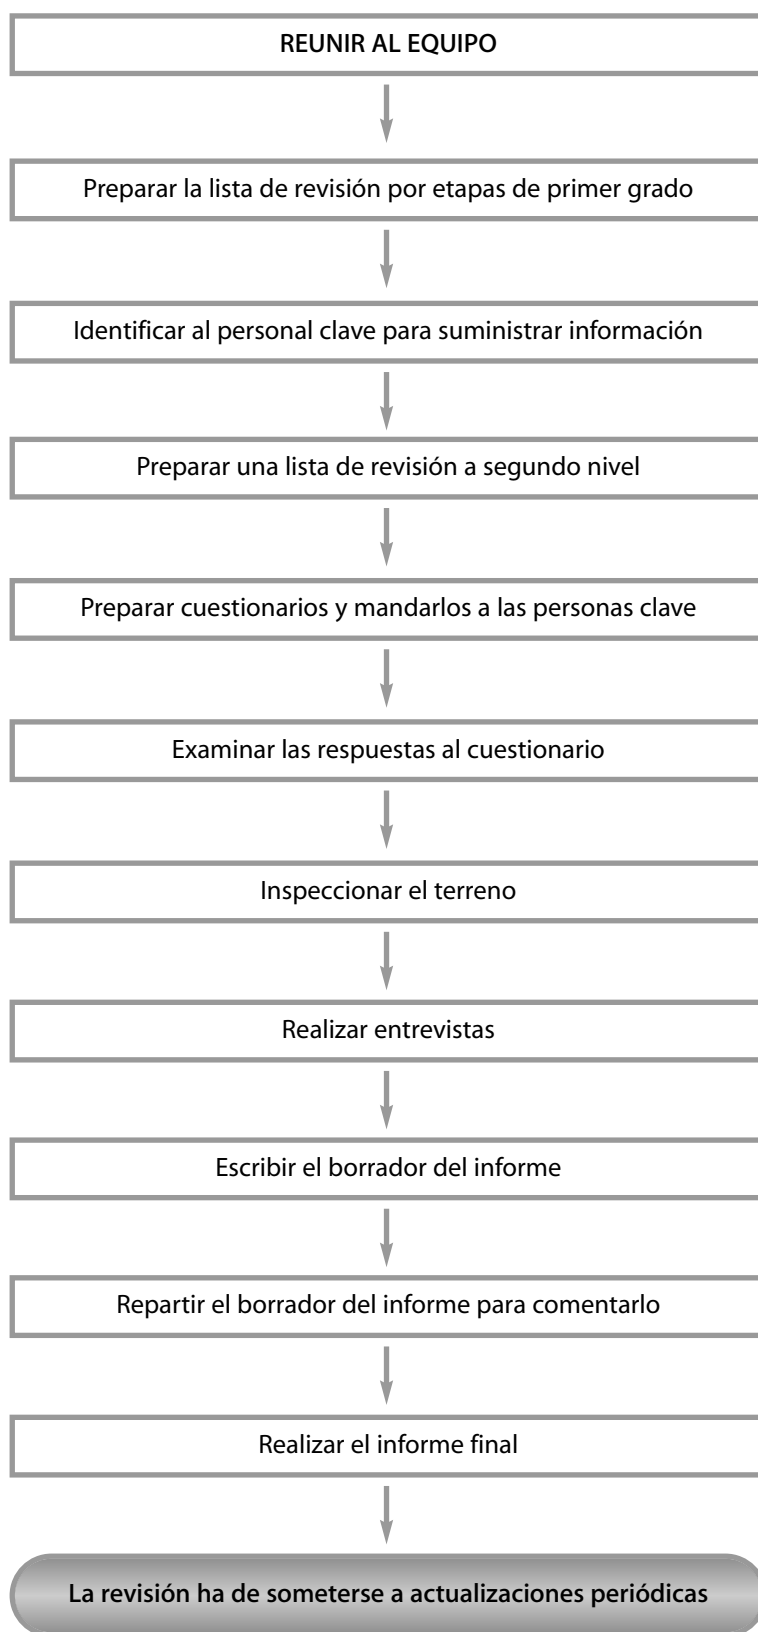 REUNIR AL EQUIPO
Preparar la lista de revisión por etapas de primer grado
Identificar al personal clave para suministrar información
Preparar una lista de revisión a segundo nivel
Preparar cuestionarios y mandarlos a las personas clave
Examinar las respuestas al cuestionario
Inspeccionar el terreno
Realizar entrevistas
Escribir el borrador del informe
Repartir el borrador del informe para comentarlo
Realizar el informe final
La revisión ha de someterse a actualizaciones periódicas